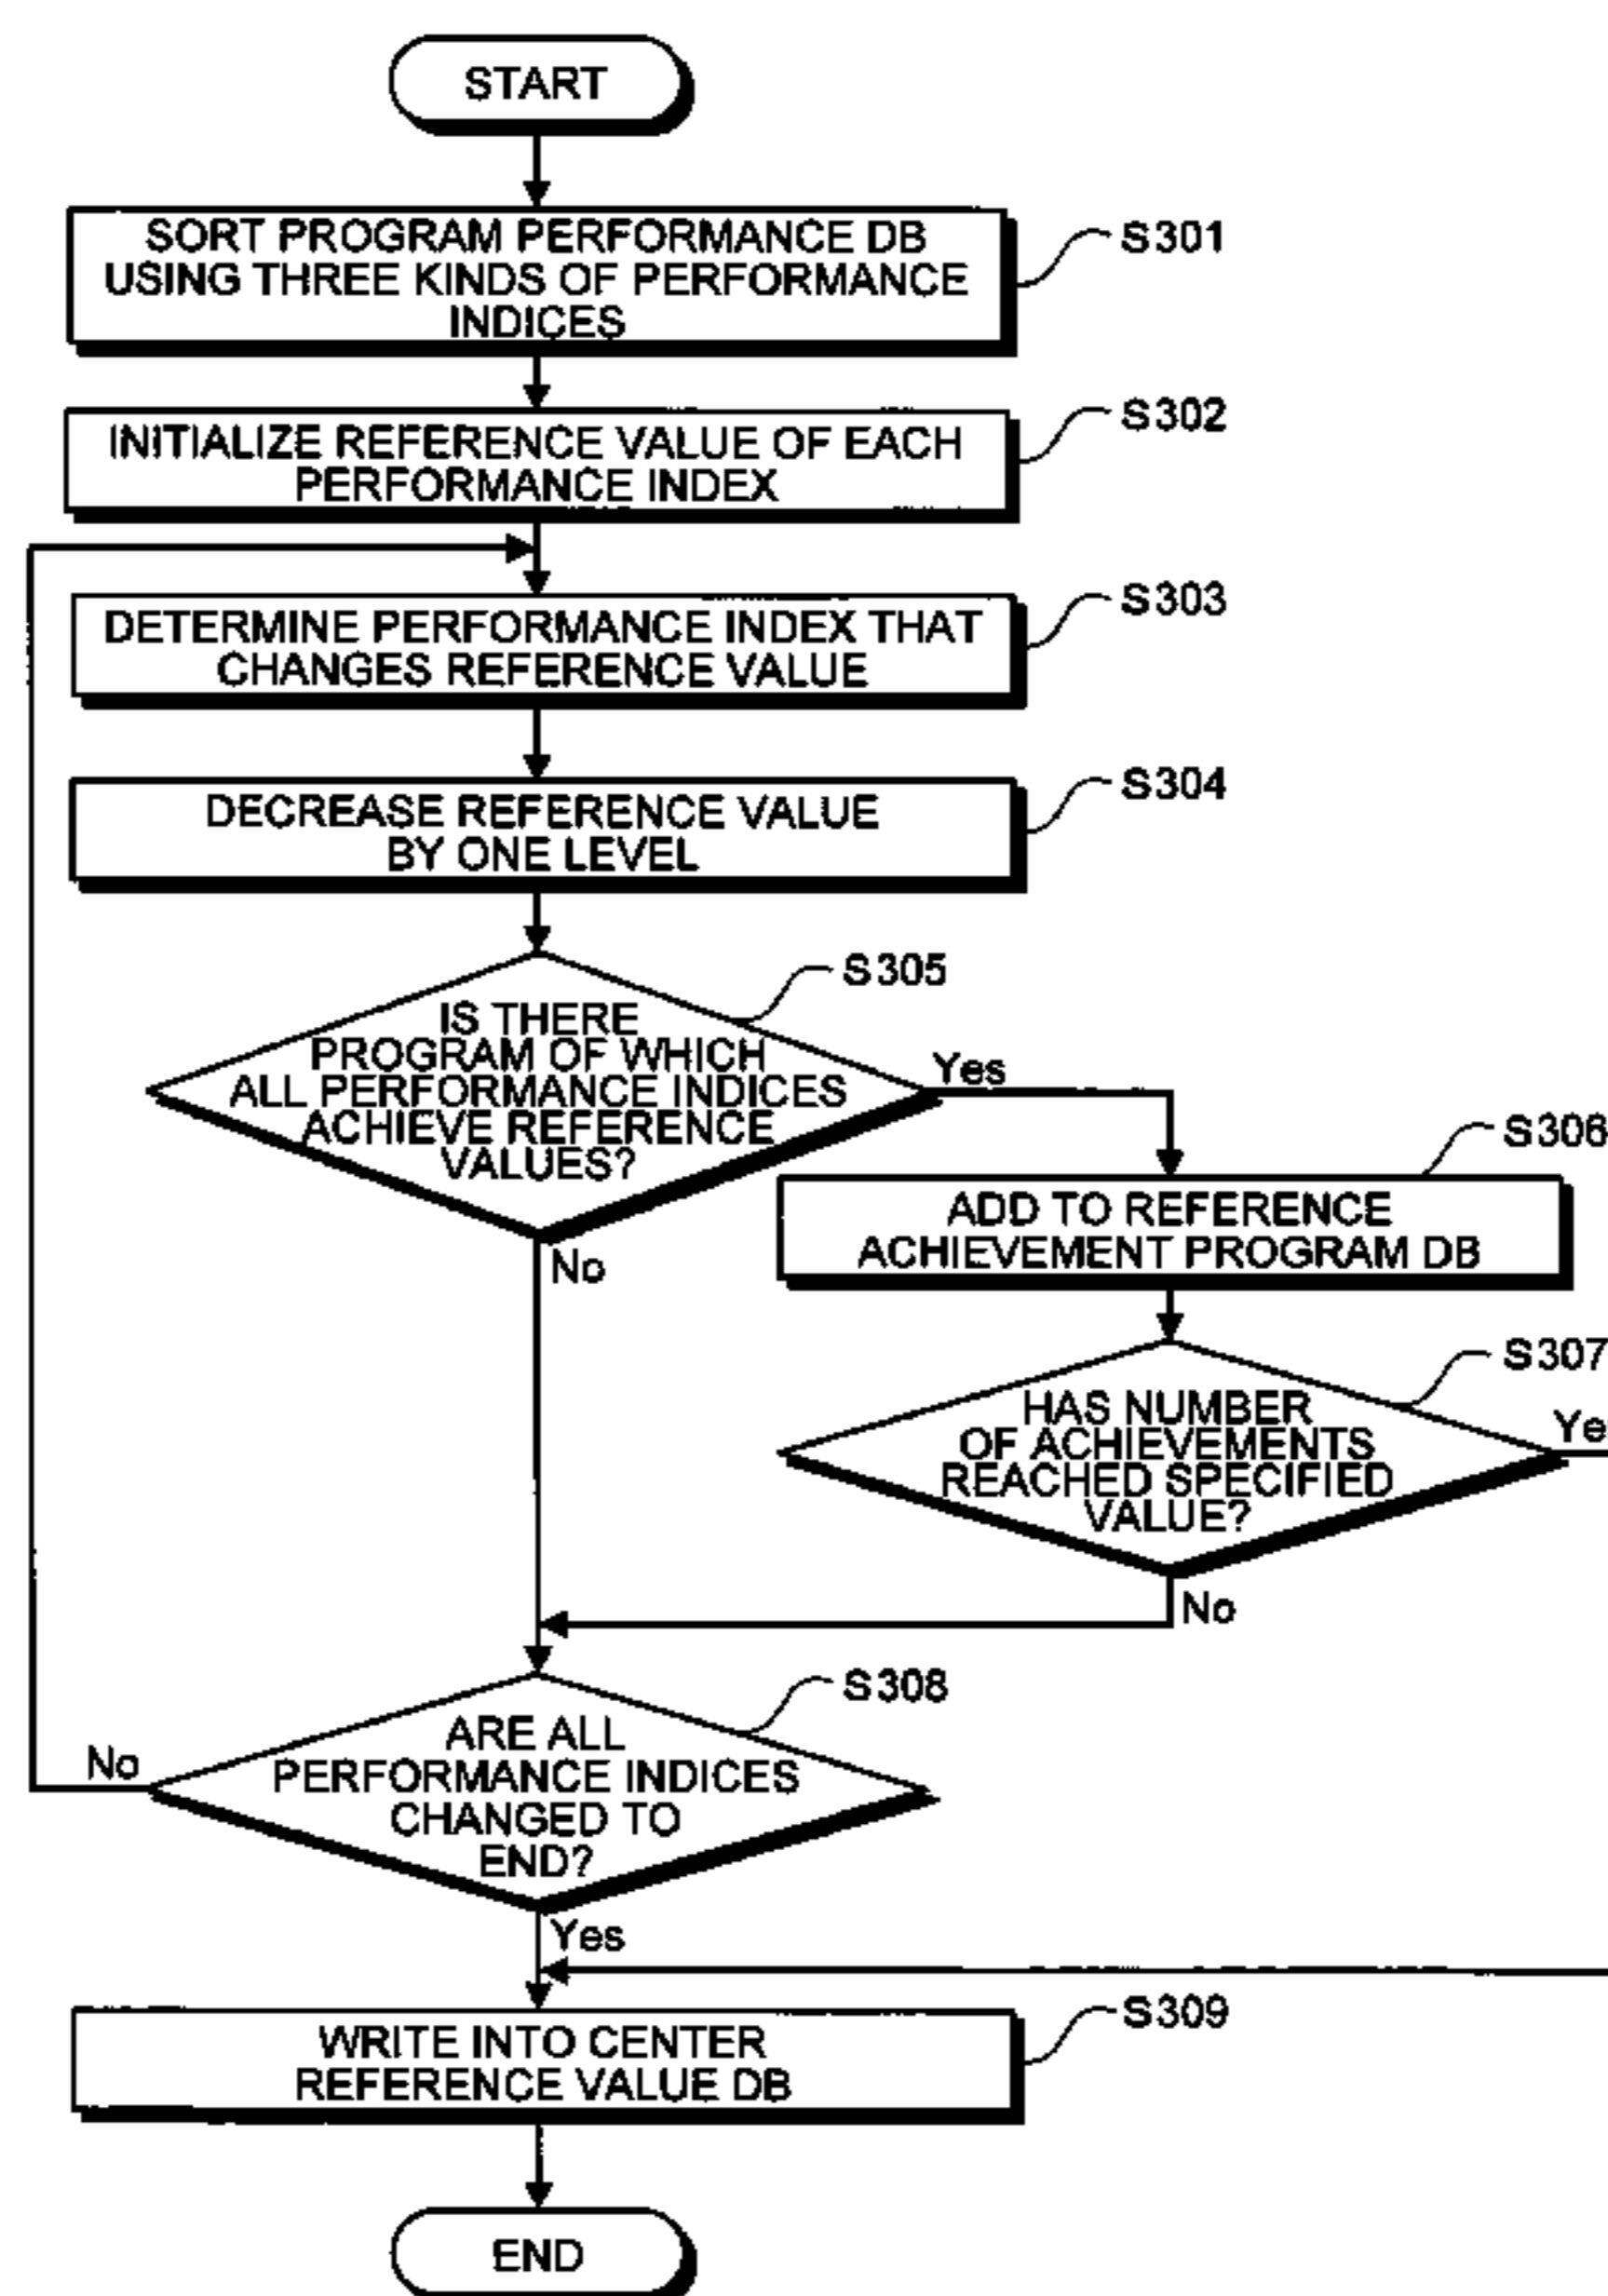 START
SORT PROGRAM PERFORMANCE DB
USING THREE KINDS OF PERFORMANCE
INDICES
S301
INITIALIZE REFERENCE VALUE OF EACH
PERFORMANCE INDEX
S302
DETERMINE PERFORMANCE INDEX THAT
CHANGES REFERENCE VALUE
S303
DECREASE REFERENCE VALUE
BY ONE LEVEL
S304
S305
IS THERE
PROGRAM OF WHICH
ALL PERFORMANCE INDICES
ACHIEVE REFERENCE
VALUES?
Yes
No
S306
ADD TO REFERENCE
ACHIEVEMENT PROGRAM DB
S307
HAS NUMBER
OF ACHIEVEMENTS
REACHED SPECIFIED
VALUE?
Ye
No
S308
ARE ALL
PERFORMANCE INDICES
CHANGED TO
END?
No
Yes
S309
WRITE INTO CENTER
REFERENCE VALUE DB
END